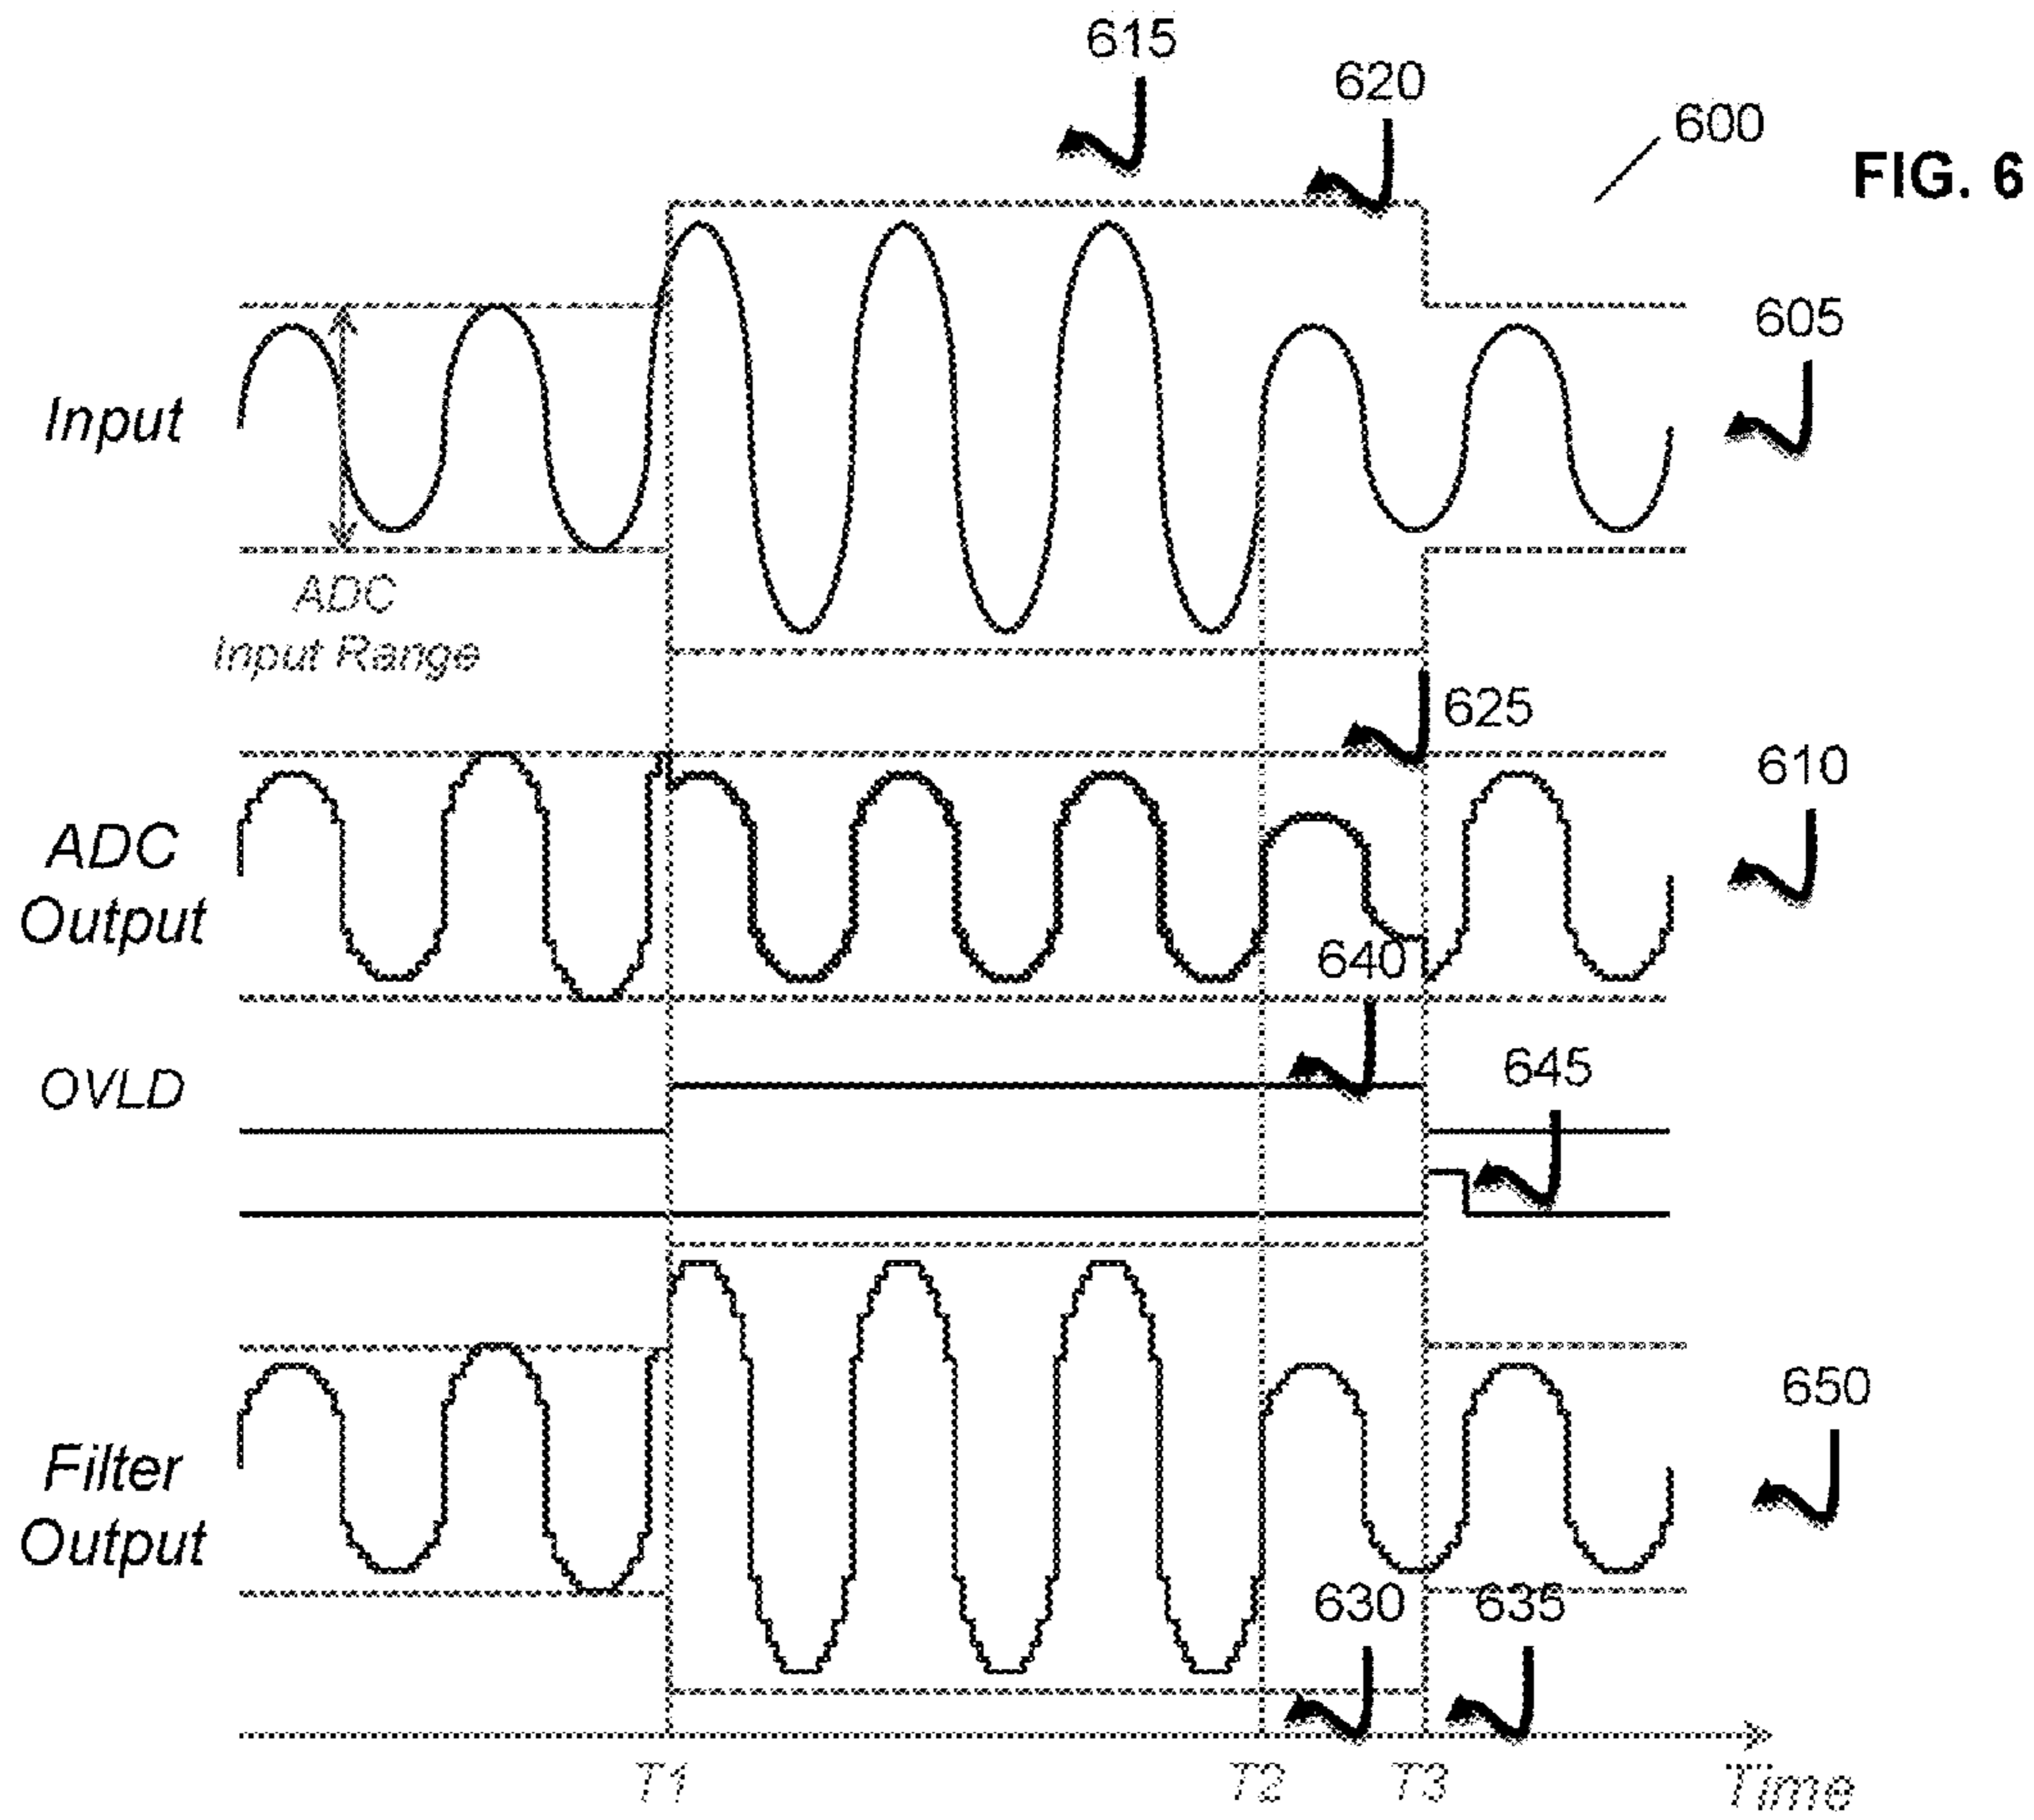 615
620
600
FIG. 6
605
Input
ADC
Input Range
625
610
ADC
Output
640
OVLD
645
650
Filter
Output
630
635
T1
T2
T3
Time